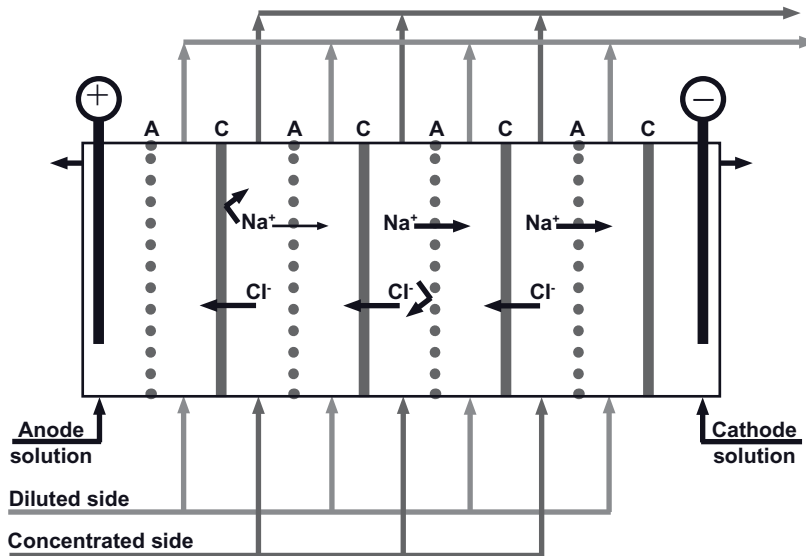 + −
A C A C A C A C
Na⁺ Na⁺ Na⁺
Cl⁻ Cl⁻ Cl⁻
Anode
solution
Cathode
solution
Diluted side
Concentrated side